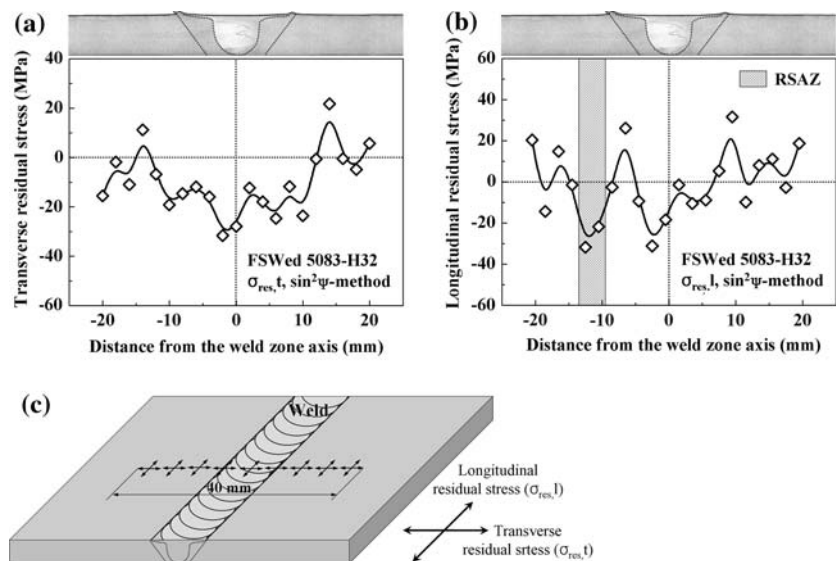 (a)
Transverse residual stress (MPa)
40
20
0
-20
-40
-60
FSWed 5083-H32
σres,t, sin²ψ-method
-20 -10 0 10 20
Distance from the weld zone axis (mm)
(b)
Longitudinal residual stress (MPa)
60
40
20
0
-20
-40
-60
RSAZ
FSWed 5083-H32
σres,l, sin²ψ-method
-20 -10 0 10 20
Distance from the weld zone axis (mm)
(c)
Weld
40 mm
Longitudinal
residual stress (σres,l)
Transverse
residual srtess (σres,t)